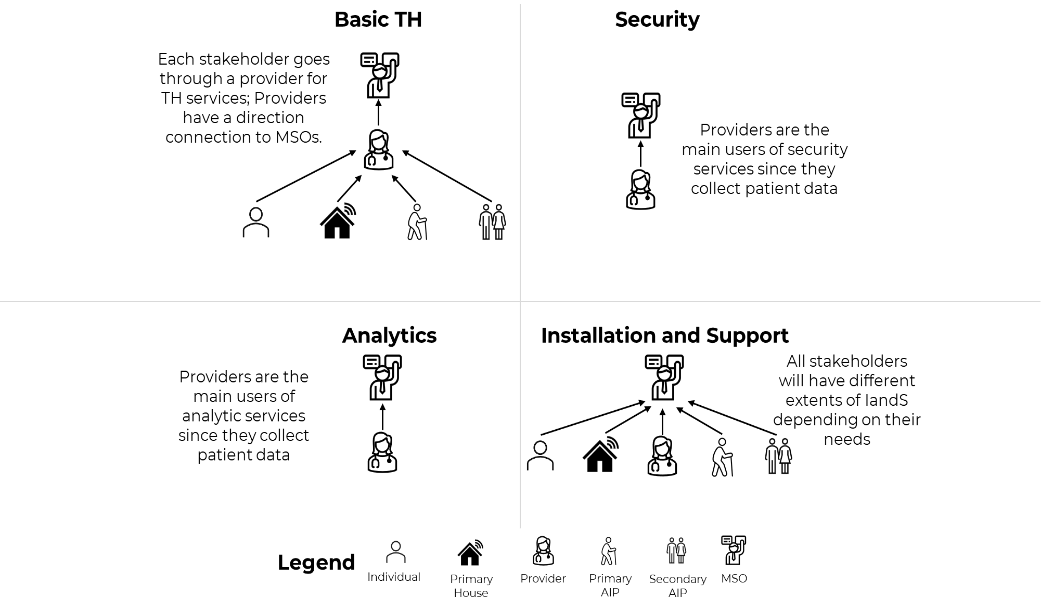 Basic TH
Each stakeholder goes
through a provider for
TH services; Providers
have a direction
connection to MSOs.
Security
Providers are the
main users of security
services since they
collect patient data
Analytics
Providers are the
main users of
analytic services
since they collect
patient data
Installation and Support
All stakeholders
will have different
extents of IandS
depending on their
needs
Legend
Individual
Primary
House
Provider
Primary
AIP
Secondary
AIP
MSO